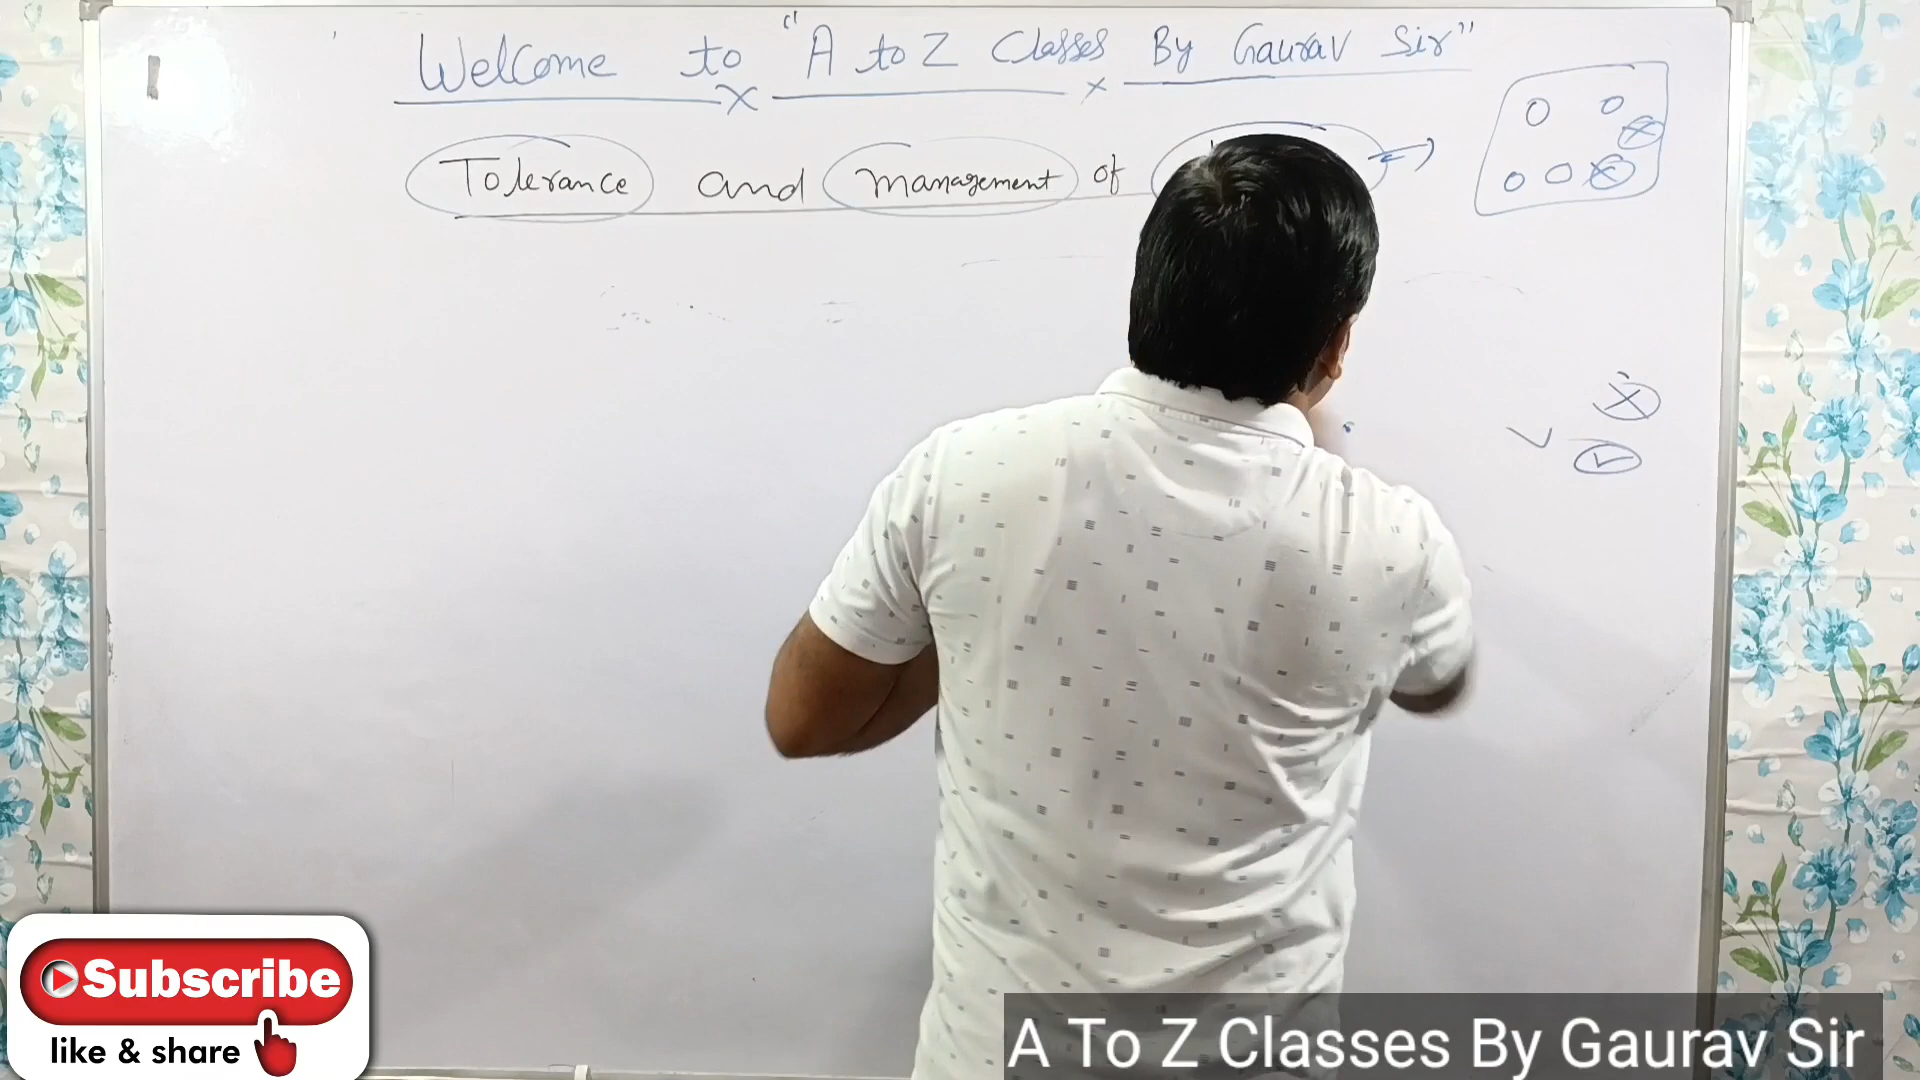 Welcome to "A to Z Classes By Gaurav Sir"
Tolerance and management of
Subscribe
like & share
A To Z Classes By Gaurav Sir